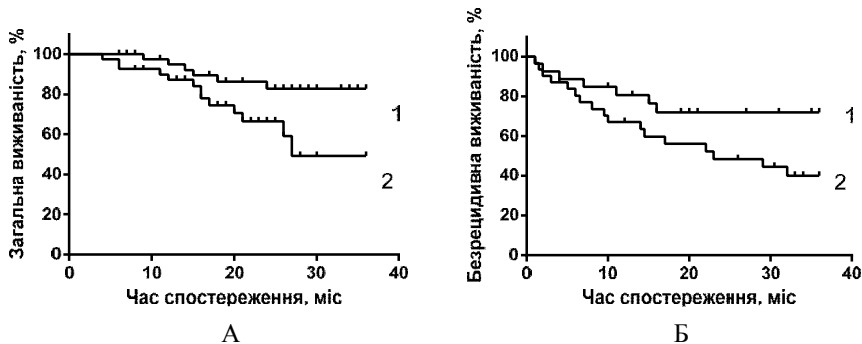 Загальна виживаність, %
100
80
60
40
20
0
0 10 20 30 40
Час спостереження, міс
1
2
А
Безрецидивна виживаність, %
100
80
60
40
20
0
0 10 20 30 40
Час спостереження, міс
1
2
Б